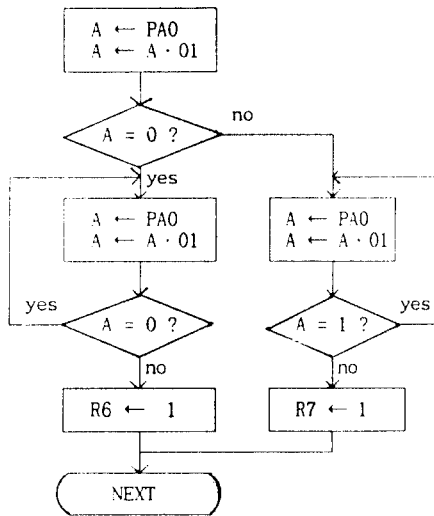 A ← PA0
A ← A · 01
no
A = 0 ?
yes
A ← PA0
A ← A · 01
A ← PA0
A ← A · 01
yes
A = 0 ?
no
A = 1 ?
yes
no
R6 ← 1
R7 ← 1
NEXT